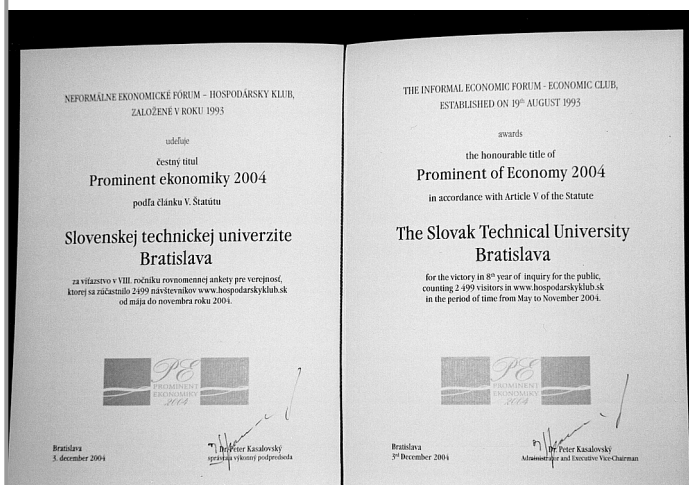 NEFORMÁLNE EKONOMICKÉ FÓRUM – HOSPODÁRSKY KLUB,
ZALOŽENÉ V ROKU 1993
udeľuje
čestný titul
Prominent ekonomiky 2004
podľa článku V. Štatútu
Slovenskej technickej univerzite
Bratislava
za víťazstvo v VIII. ročníku rovnomennej ankety pre verejnosť,
ktorej sa zúčastnilo 2499 návštevníkov www.hospodarskyklub.sk
od mája do novembra roku 2004.
PE
PROMINENT
EKONOMIKY
2004
Bratislava
3. december 2004
Dr. Peter Kasalovský
správca a výkonný podpredseda
THE INFORMAL ECONOMIC FORUM - ECONOMIC CLUB,
ESTABLISHED ON 19th AUGUST 1993
awards
the honourable title of
Prominent of Economy 2004
in accordance with Article V of the Statute
The Slovak Technical University
Bratislava
for the victory in 8th year of inquiry for the public,
counting 2 499 visitors in www.hospodarskyklub.sk
in the period of time from May to November 2004.
PE
PROMINENT
EKONOMIKY
2004
Bratislava
3rd December 2004
Dr. Peter Kasalovský
Administrator and Executive Vice-Chairman